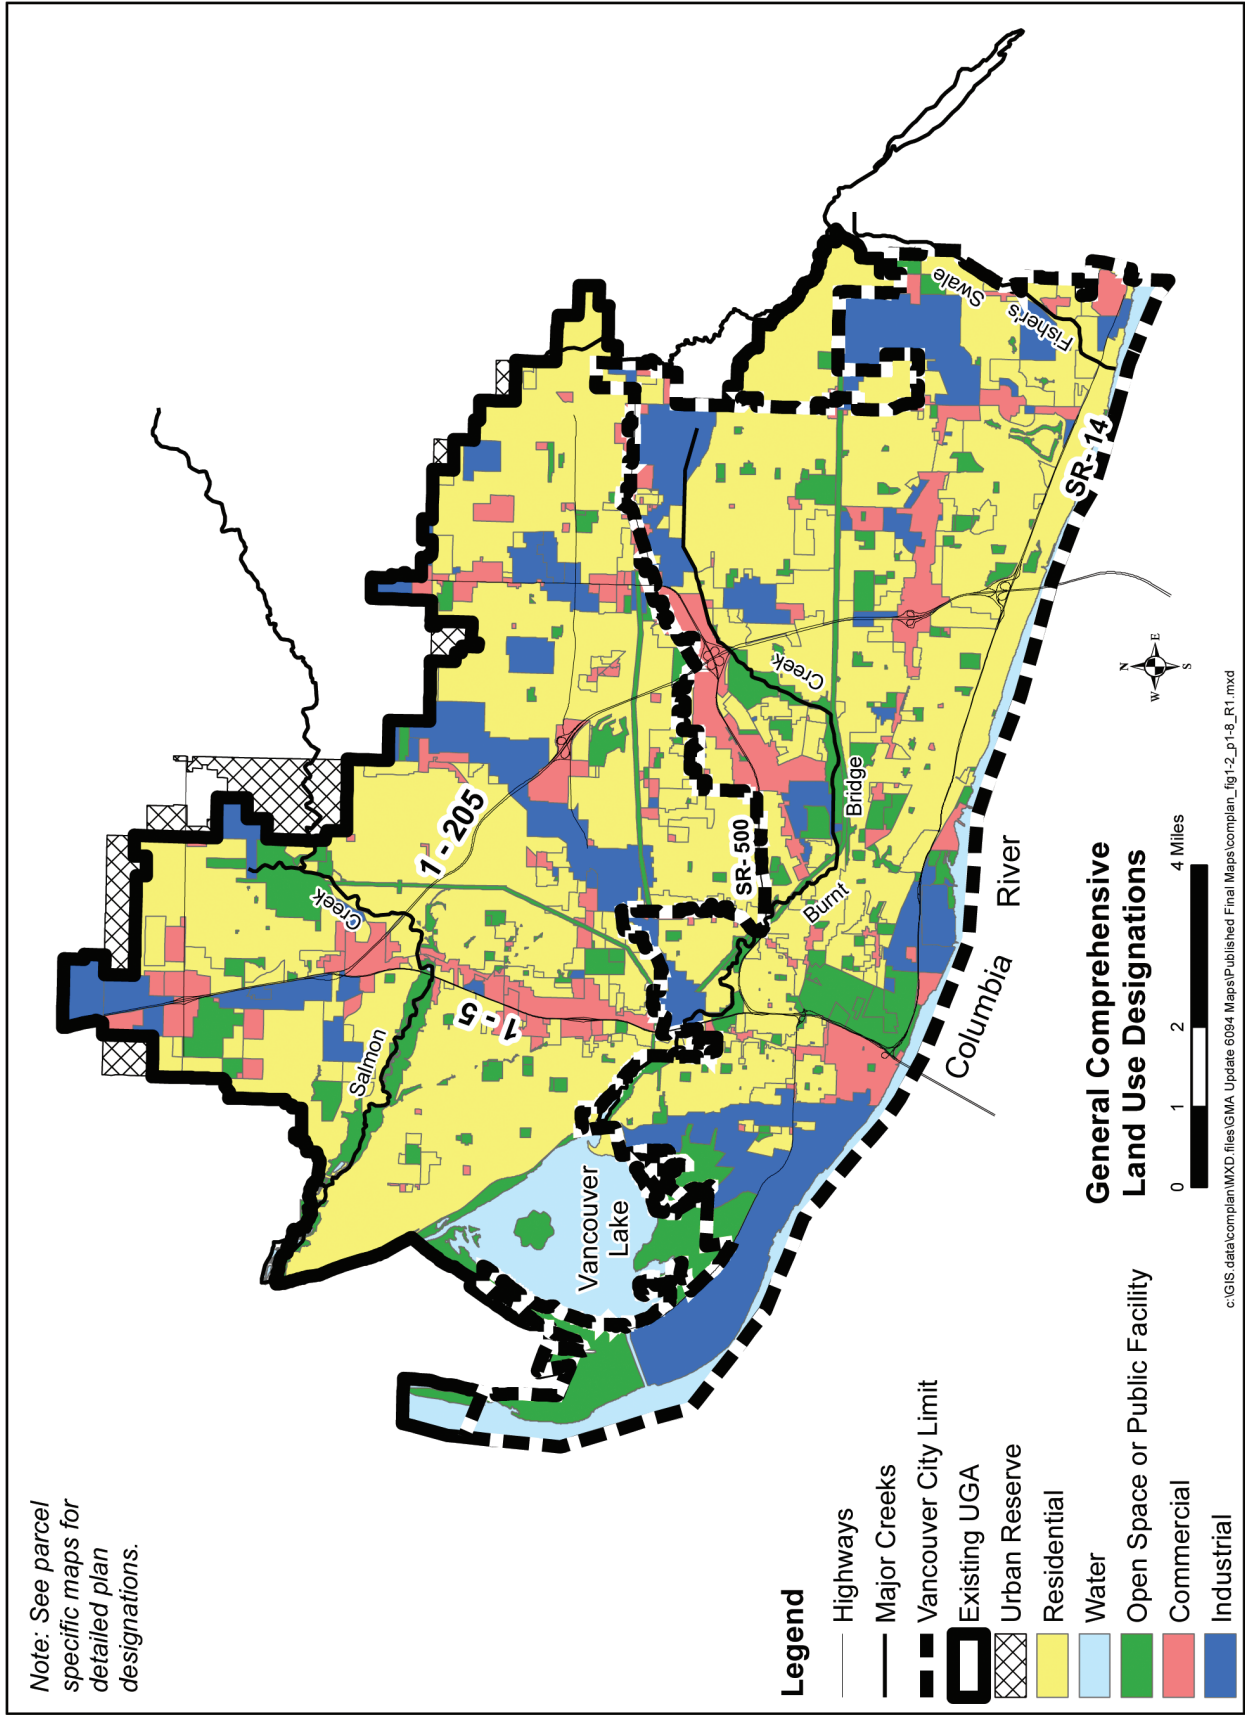 Note: See parcel
specific maps for
detailed plan
designations.
Legend
Highways
Major Creeks
Vancouver City Limit
Existing UGA
Urban Reserve
Residential
Water
Open Space or Public Facility
Commercial
Industrial
Salmon
Creek
1 - 205
1 - 5
Vancouver
Lake
SR- 500
Burnt
Bridge
Creek
Fisher's
Swale
SR- 14
Columbia
River
General Comprehensive
Land Use Designations
0
1
2
4 Miles
N
W
E
S
c:\GIS.data\complan\MXD.files\GMA Update 6094 Maps\Published Final Maps\complan_fig1-2_p1-8_R1.mxd